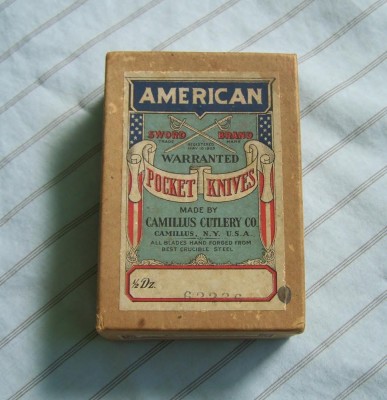 AMERICAN
SWORD BRAND
TRADE REGISTERED MARK
WARRANTED
POCKET KNIVES
MADE BY
CAMILLUS CUTLERY CO.
CAMILLUS, N.Y. U.S.A.
ALL BLADES HAND FORGED FROM
BEST CRUCIBLE STEEL
½ Dz.